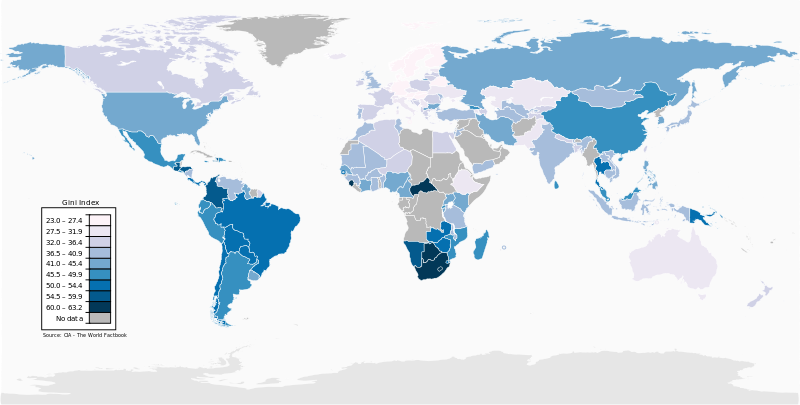 Gini Index
23.0 – 27.4
27.5 – 31.9
32.0 – 36.4
36.5 – 40.9
41.0 – 45.4
45.5 – 49.9
50.0 – 54.4
54.5 – 59.9
60.0 – 63.2
No data
Source: CIA - The World Factbook